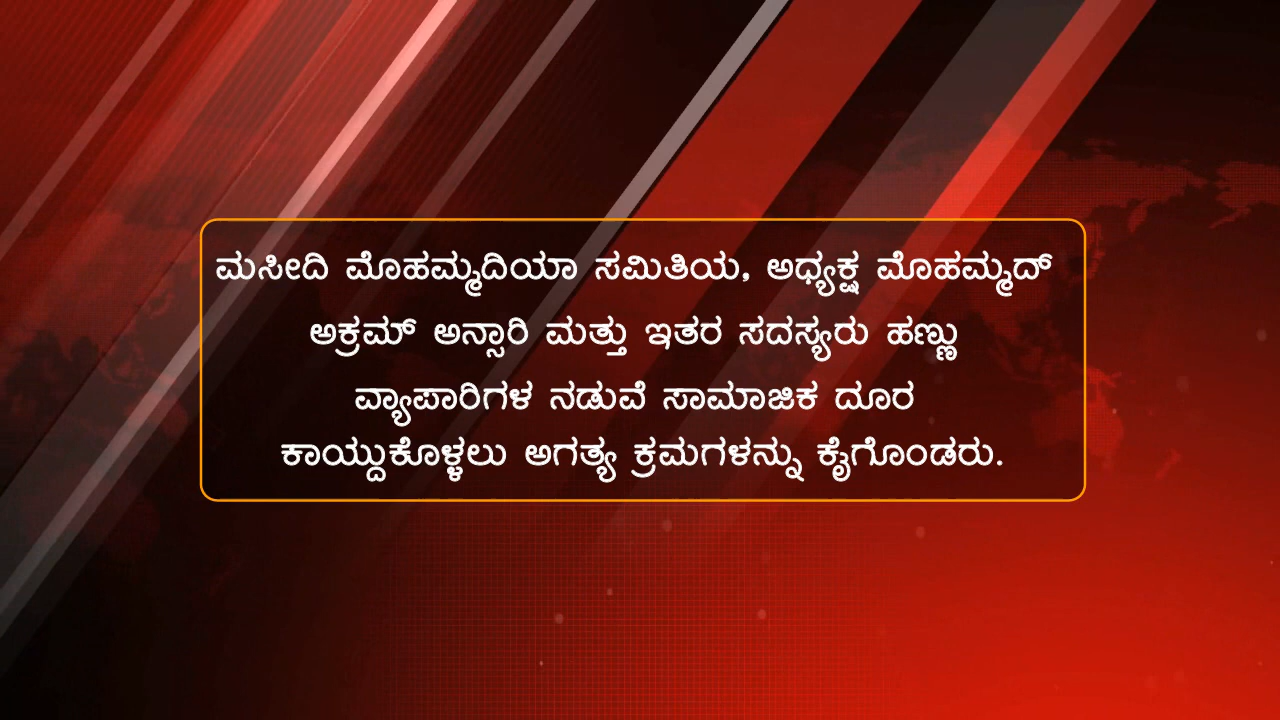 ಮಸೀದಿ ಮೊಹಮ್ಮದಿಯಾ ಸಮಿತಿಯ, ಅಧ್ಯಕ್ಷ ಮೊಹಮ್ಮದ್
ಅಕ್ರಮ್ ಅನ್ಸಾರಿ ಮತ್ತು ಇತರ ಸದಸ್ಯರು ಹಣ್ಣು
ವ್ಯಾಪಾರಿಗಳ ನಡುವೆ ಸಾಮಾಜಿಕ ದೂರ
ಕಾಯ್ದುಕೊಳ್ಳಲು ಅಗತ್ಯ ಕ್ರಮಗಳನ್ನು ಕೈಗೊಂಡರು.